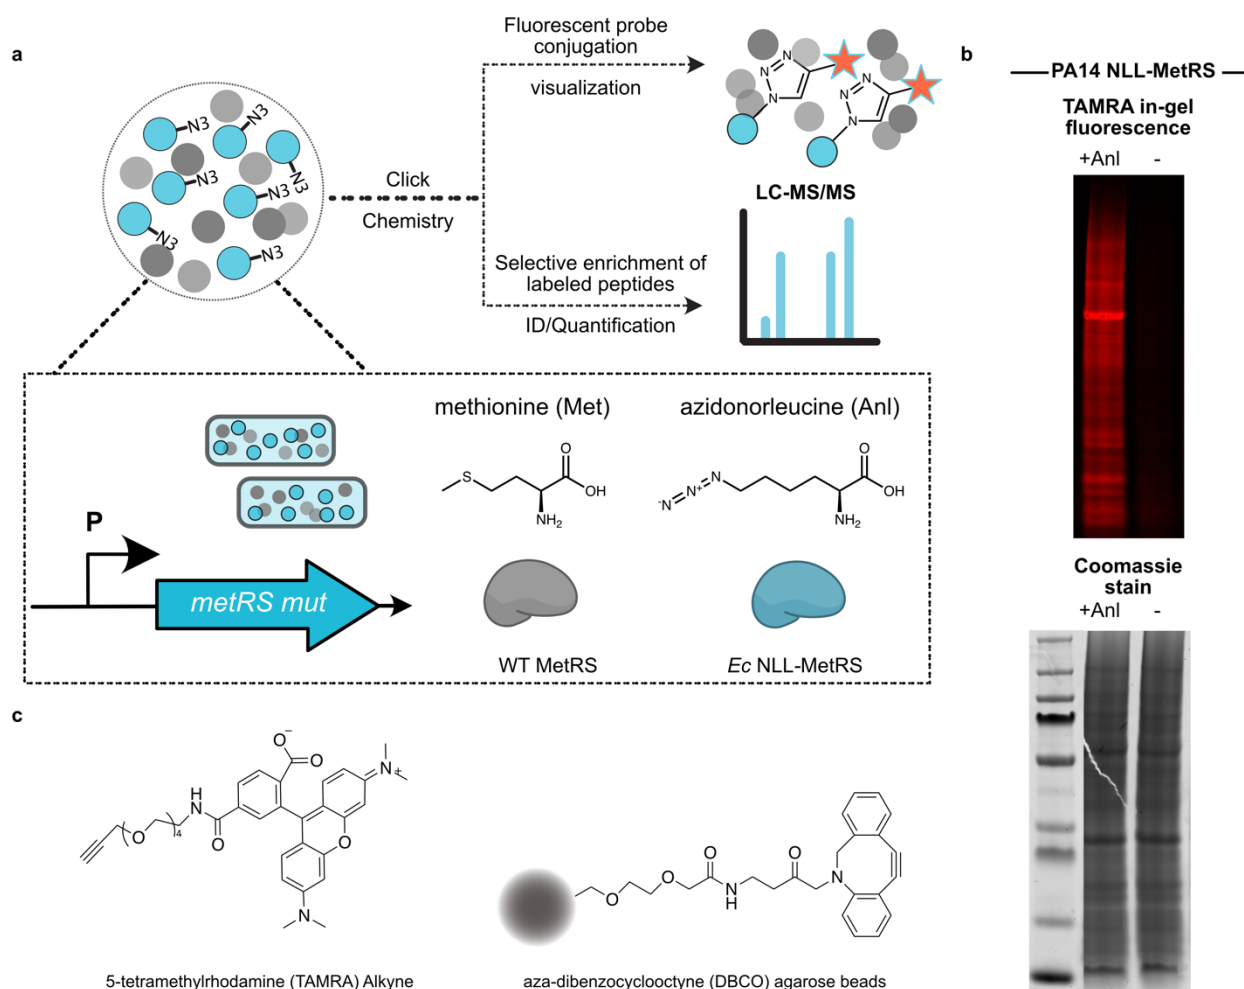 a
Fluorescent probe
conjugation
visualization
Click
Chemistry
Selective enrichment of
labeled peptides
ID/Quantification
LC-MS/MS
N3
N3
N3
N3
N3
N3
N3
N
N
N
N
N
N
P
metRS mut
methionine (Met)
S
O
OH
NH2
WT MetRS
azidonorleucine (Anl)
-N
N+
N
O
OH
NH2
Ec NLL-MetRS
b
PA14 NLL-MetRS
TAMRA in-gel
fluorescence
+Anl -
Coomassie
stain
+Anl -
c
O−
O
N+
H
N
O
O
4
O
N
5-tetramethylrhodamine (TAMRA) Alkyne
O
O
O
N
H
O
N
aza-dibenzocyclooctyne (DBCO) agarose beads